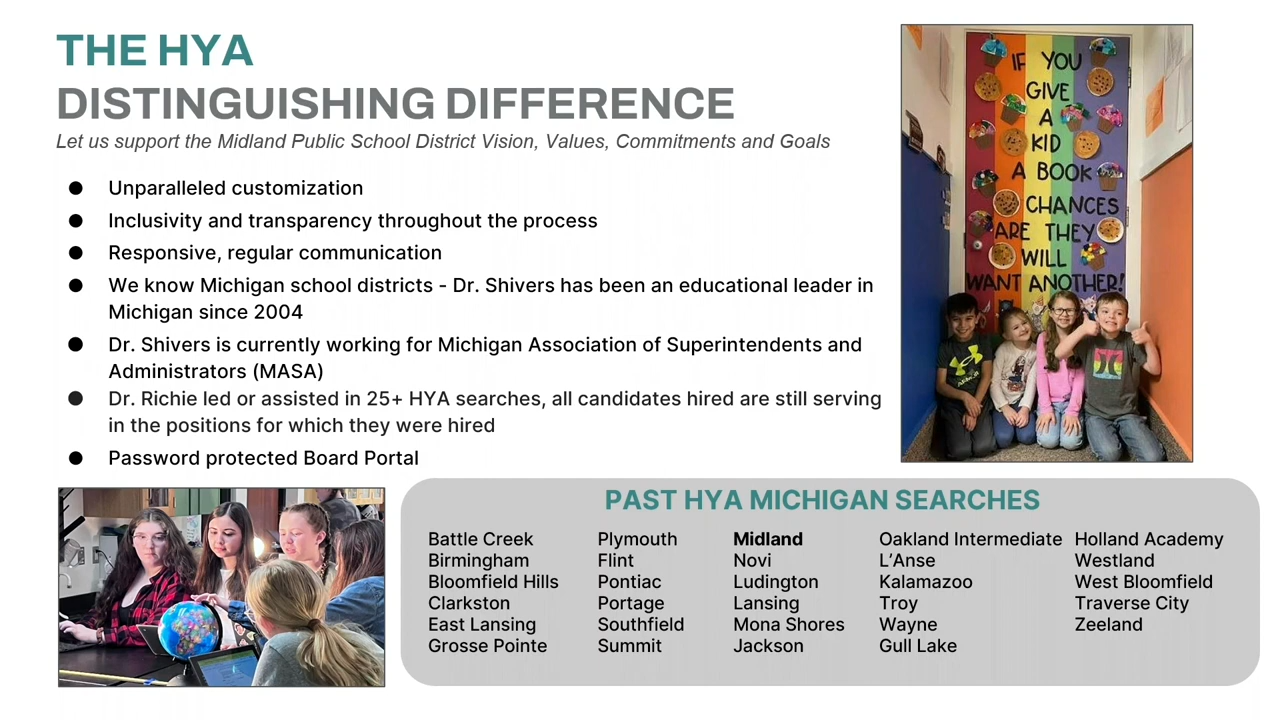 THE HYA
DISTINGUISHING DIFFERENCE
Let us support the Midland Public School District Vision, Values, Commitments and Goals
● Unparalleled customization
● Inclusivity and transparency throughout the process
● Responsive, regular communication
● We know Michigan school districts - Dr. Shivers has been an educational leader in
Michigan since 2004
● Dr. Shivers is currently working for Michigan Association of Superintendents and
Administrators (MASA)
● Dr. Richie led or assisted in 25+ HYA searches, all candidates hired are still serving
in the positions for which they were hired
● Password protected Board Portal
IF YOU
GIVE
A
KID
A BOOK
CHANCES
ARE THEY
WILL
WANT ANOTHER!
PAST HYA MICHIGAN SEARCHES
Battle Creek
Birmingham
Bloomfield Hills
Clarkston
East Lansing
Grosse Pointe
Plymouth
Flint
Pontiac
Portage
Southfield
Summit
Midland
Novi
Ludington
Lansing
Mona Shores
Jackson
Oakland Intermediate
L’Anse
Kalamazoo
Troy
Wayne
Gull Lake
Holland Academy
Westland
West Bloomfield
Traverse City
Zeeland